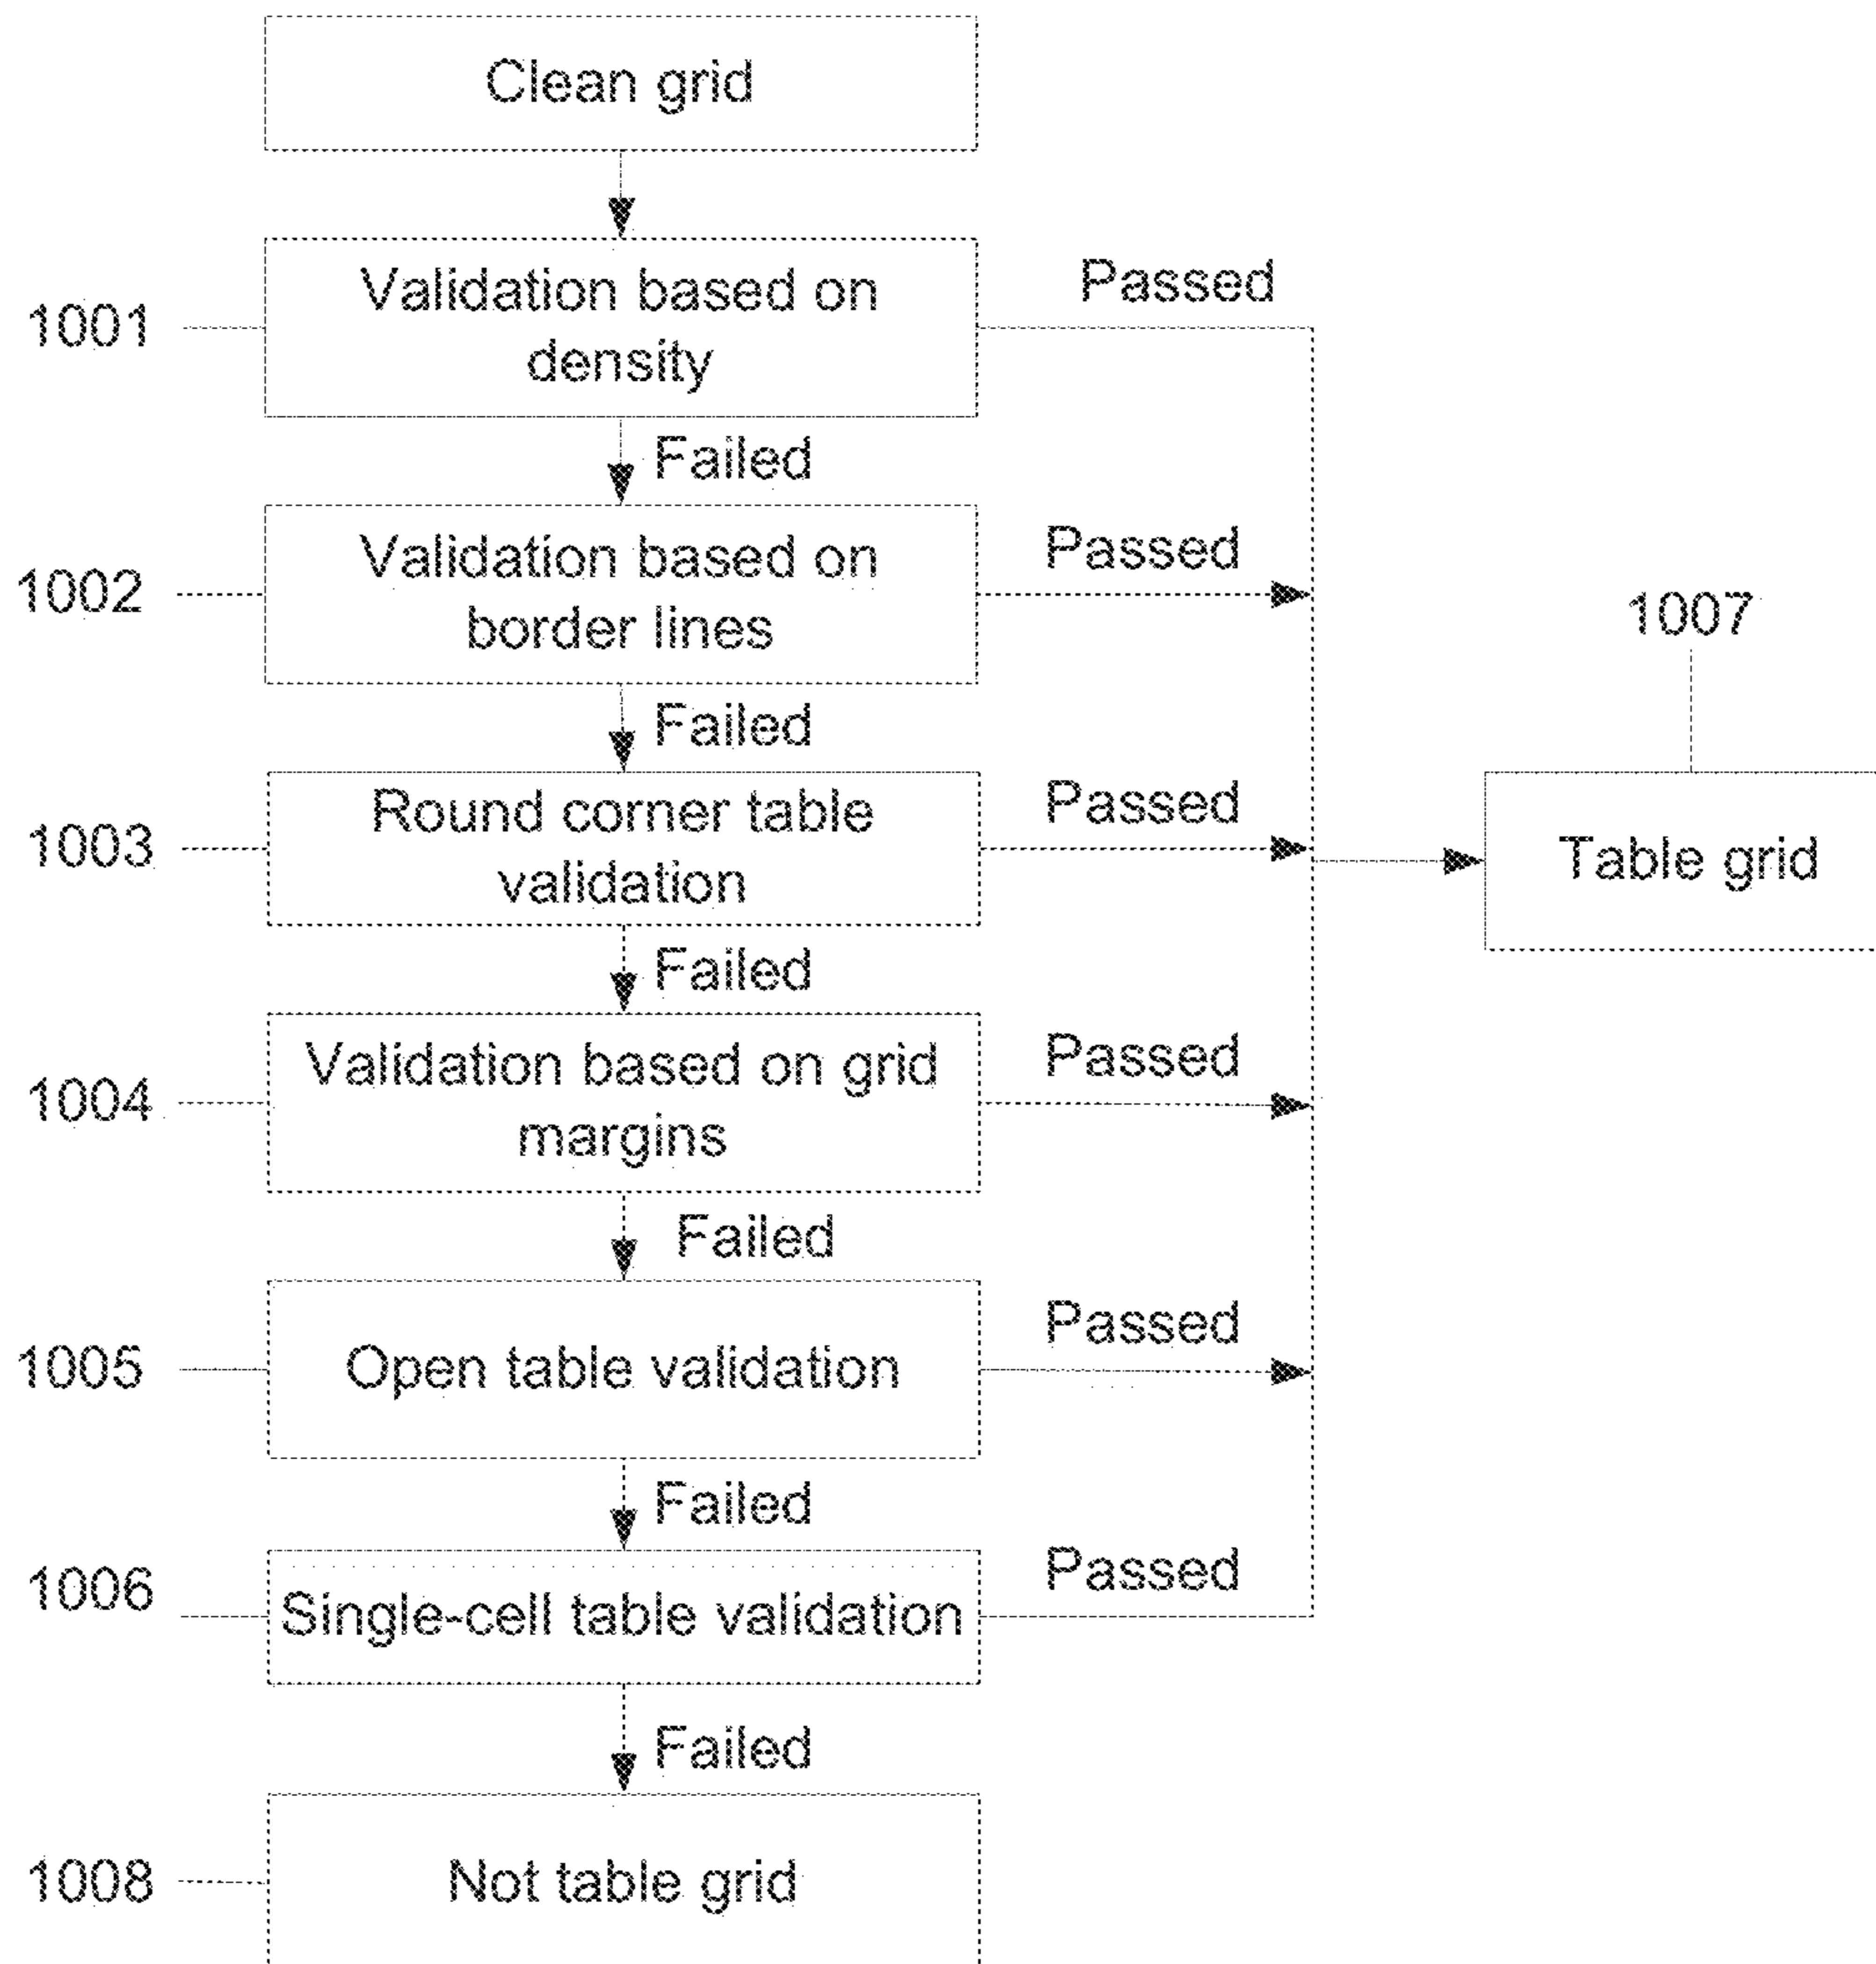 Clean grid
1001
Validation based on
density
Passed
Failed
1002
Validation based on
border lines
Passed
1007
Failed
1003
Round corner table
validation
Passed
Table grid
Failed
1004
Validation based on grid
margins
Passed
Failed
1005
Open table validation
Passed
Failed
1006
Single-cell table validation
Passed
Failed
1008
Not table grid